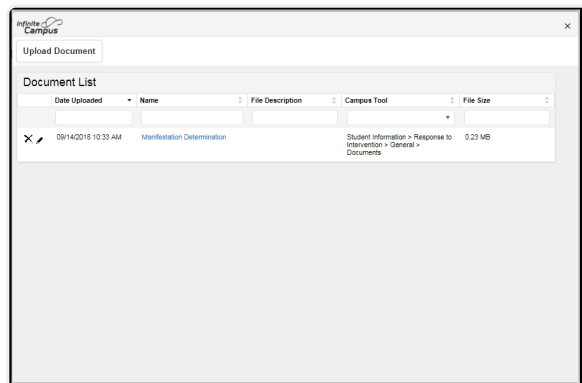 Infinite
Campus
×
Upload Document
Document List
Date Uploaded Name File Description Campus Tool File Size
09/14/2018 10:33 AM Manifestation Determination Student Information > Response to 0.23 MB
Intervention > General >
Documents